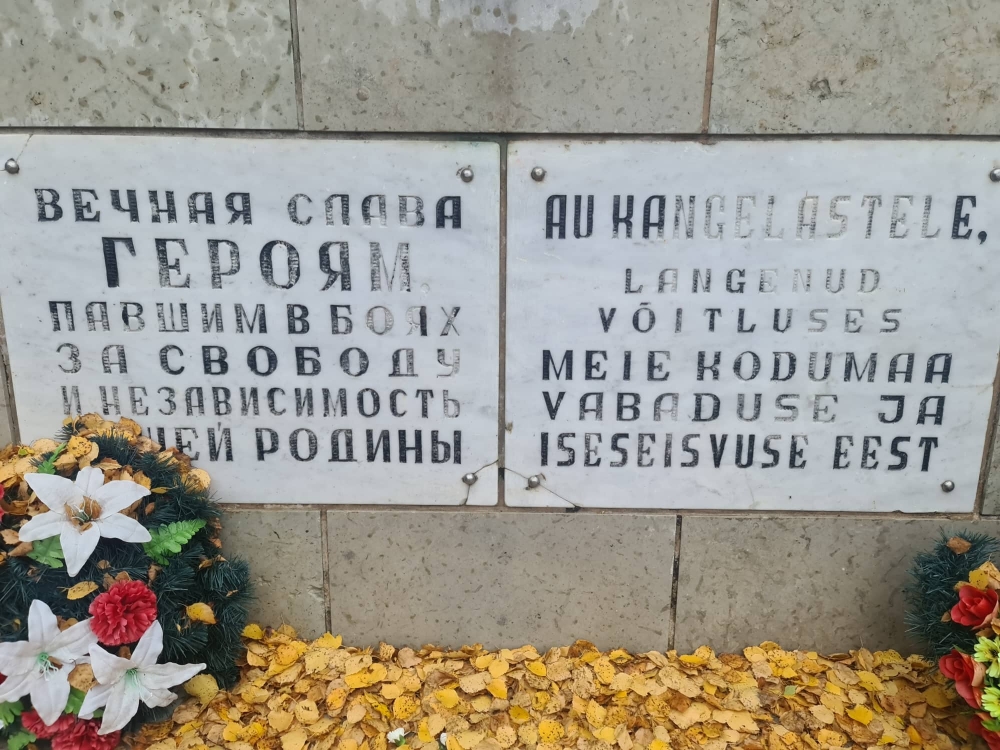 ВЕЧНАЯ СЛАВА
ГЕРОЯМ,
ПАВШИМ В БОЯХ
ЗА СВОБОДУ
И НЕЗАВИСИМОСТЬ
РОДИНЫ
AU KANGELASTELE,
LANGENUD
VÕITLUSES
MEIE KODUMAA
VABADUSE JA
ISESEISVUSE EEST